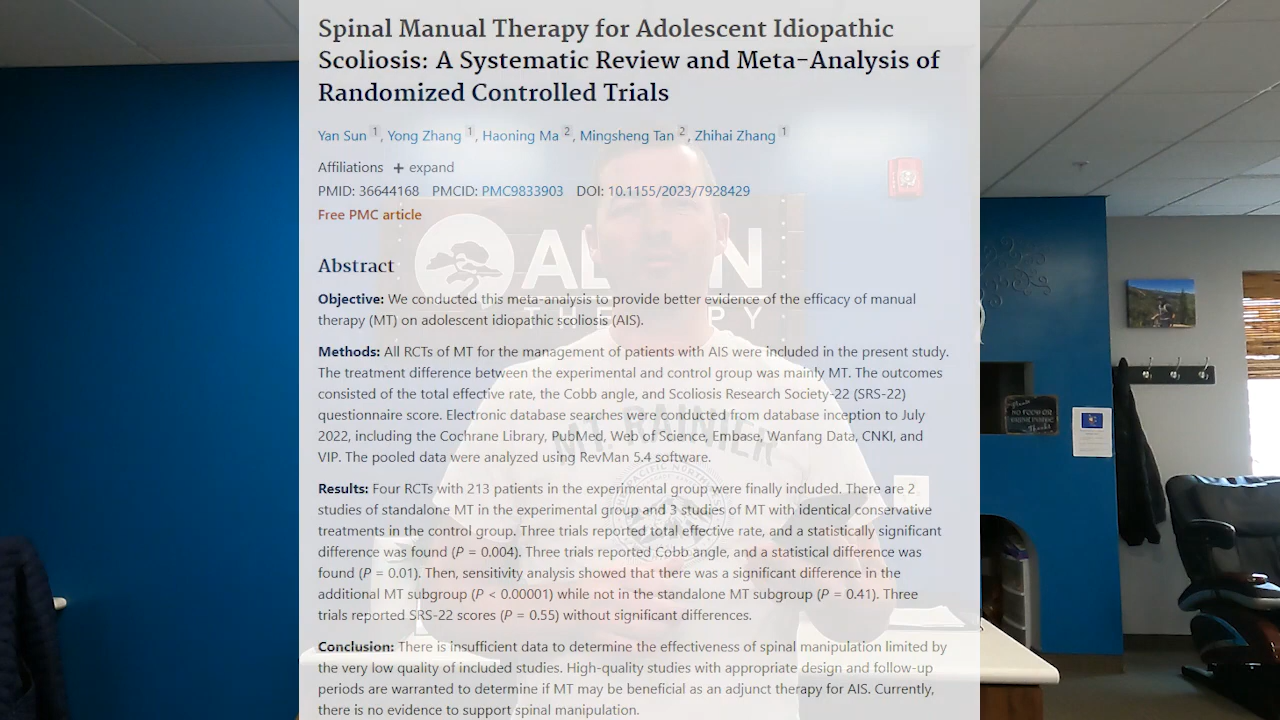 Spinal Manual Therapy for Adolescent Idiopathic
Scoliosis: A Systematic Review and Meta-Analysis of
Randomized Controlled Trials
Yan Sun 1, Yong Zhang 1, Haoning Ma 2, Mingsheng Tan 2, Zhihai Zhang 1
Affiliations + expand
PMID: 36644168 PMCID: PMC9833903 DOI: 10.1155/2023/7928429
Free PMC article
Abstract
Objective: We conducted this meta-analysis to provide better evidence of the efficacy of manual
therapy (MT) on adolescent idiopathic scoliosis (AIS).
Methods: All RCTs of MT for the management of patients with AIS were included in the present study.
The treatment difference between the experimental and control group was mainly MT. The outcomes
consisted of the total effective rate, the Cobb angle, and Scoliosis Research Society-22 (SRS-22)
questionnaire score. Electronic database searches were conducted from database inception to July
2022, including the Cochrane Library, PubMed, Web of Science, Embase, Wanfang Data, CNKI, and
VIP. The pooled data were analyzed using RevMan 5.4 software.
Results: Four RCTs with 213 patients in the experimental group were finally included. There are 2
studies of standalone MT in the experimental group and 3 studies of MT with identical conservative
treatments in the control group. Three trials reported total effective rate, and a statistically significant
difference was found (P = 0.004). Three trials reported Cobb angle, and a statistical difference was
found (P = 0.01). Then, sensitivity analysis showed that there was a significant difference in the
additional MT subgroup (P < 0.00001) while not in the standalone MT subgroup (P = 0.41). Three
trials reported SRS-22 scores (P = 0.55) without significant differences.
Conclusion: There is insufficient data to determine the effectiveness of spinal manipulation limited by
the very low quality of included studies. High-quality studies with appropriate design and follow-up
periods are warranted to determine if MT may be beneficial as an adjunct therapy for AIS. Currently,
there is no evidence to support spinal manipulation.
MT. RAINIER
NO FOOD OR
Thanks